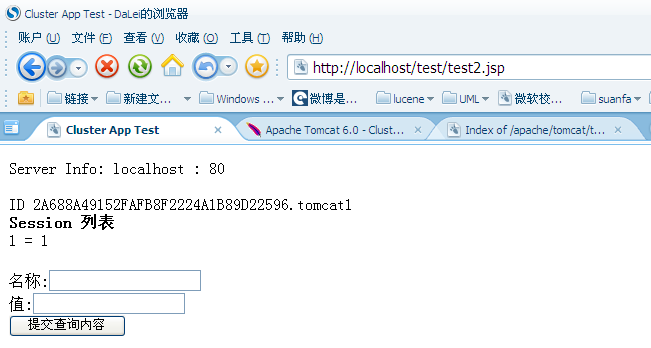 Cluster App Test - DaLei的浏览器
账户(U) 文件(F) 查看(V) 收藏(O) 工具(T) 帮助(H)
http://localhost/test/test2.jsp
链接 新建文... Windows ... 微博是... lucene UML 微软校... suanfa
Cluster App Test Apache Tomcat 6.0 - Clust... Index of /apache/tomcat/t...
Server Info: localhost : 80
ID 2A688A49152FAFB8F2224A1B89D22596.tomcat1
Session 列表
1 = 1
名称:
值:
提交查询内容